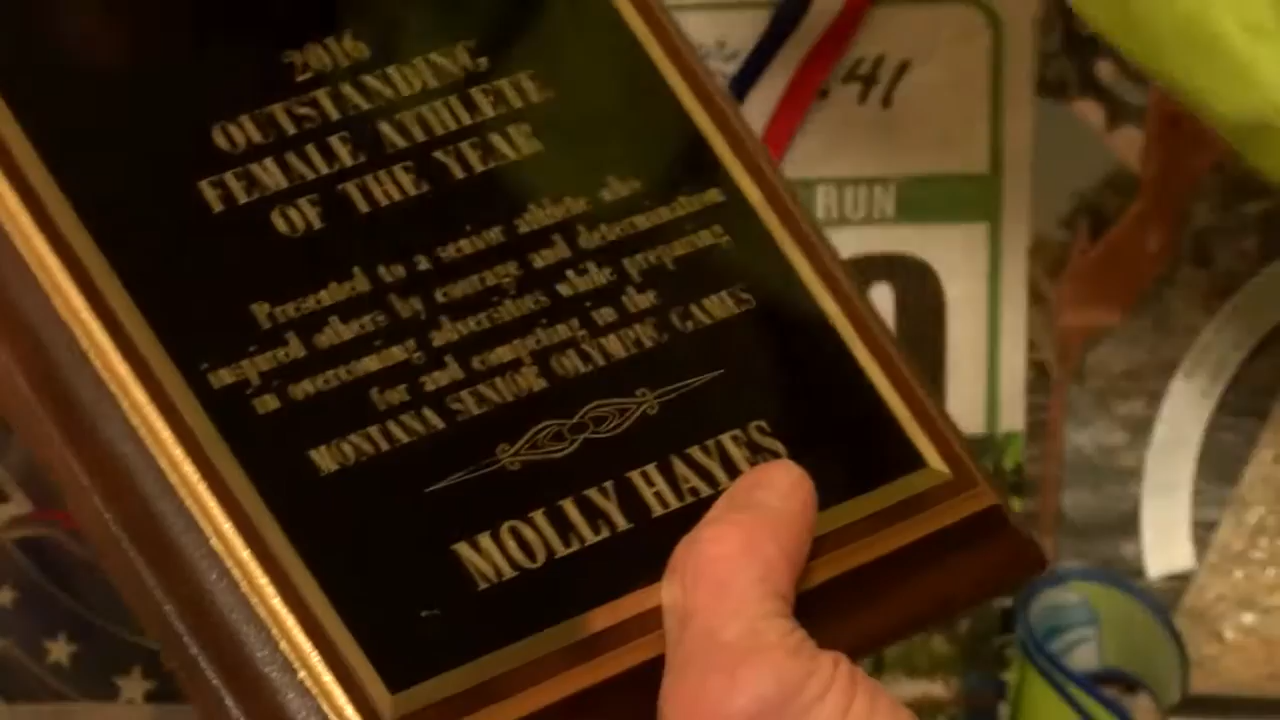 2016
OUTSTANDING
FEMALE ATHLETE
OF THE YEAR
Presented to a senior athlete who
inspired others by courage and determination
in overcoming adversities while preparing
for and competing in the
MONTANA SENIOR OLYMPIC GAMES
MOLLY HAYES
41
RUN